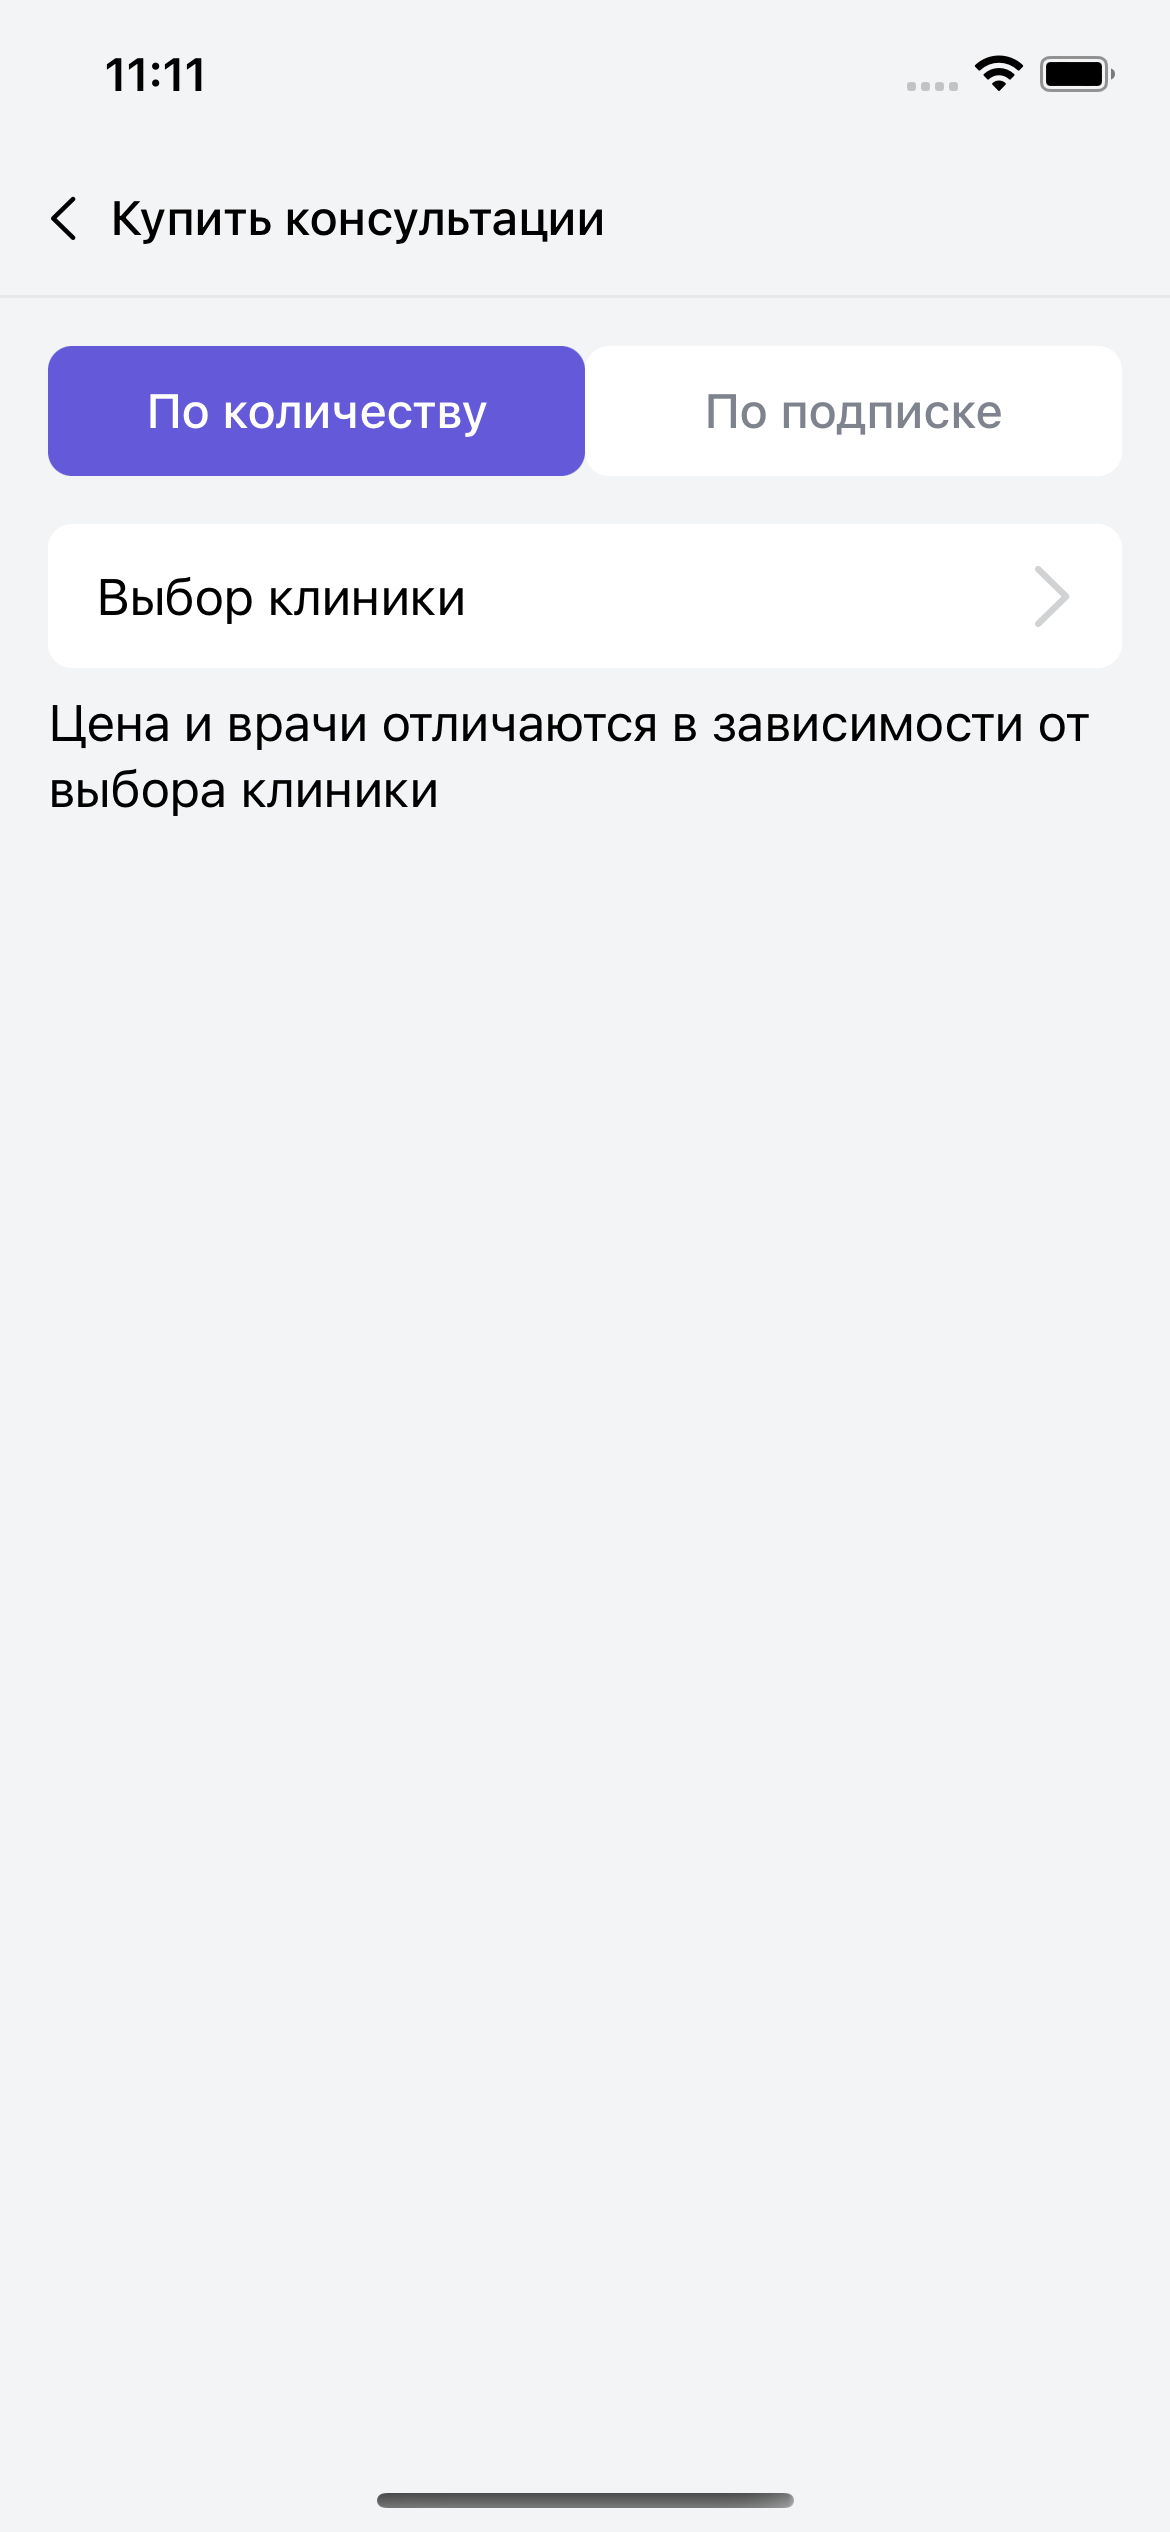 11:11
Купить консультации
По количеству
По подписке
Выбор клиники
Цена и врачи отличаются в зависимости от
выбора клиники